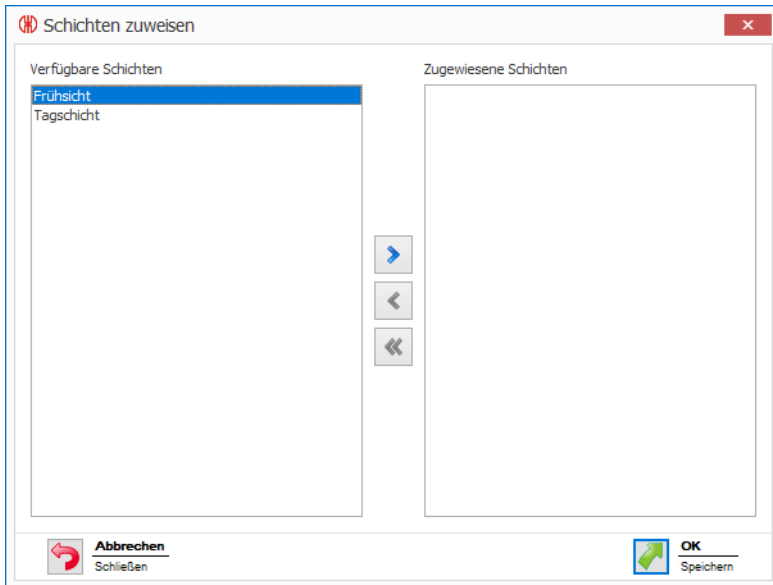 Schichten zuweisen
Verfügbare Schichten
Zugewiesene Schichten
Frühsicht
Tagschicht
Abbrechen
Schließen
OK
Speichern